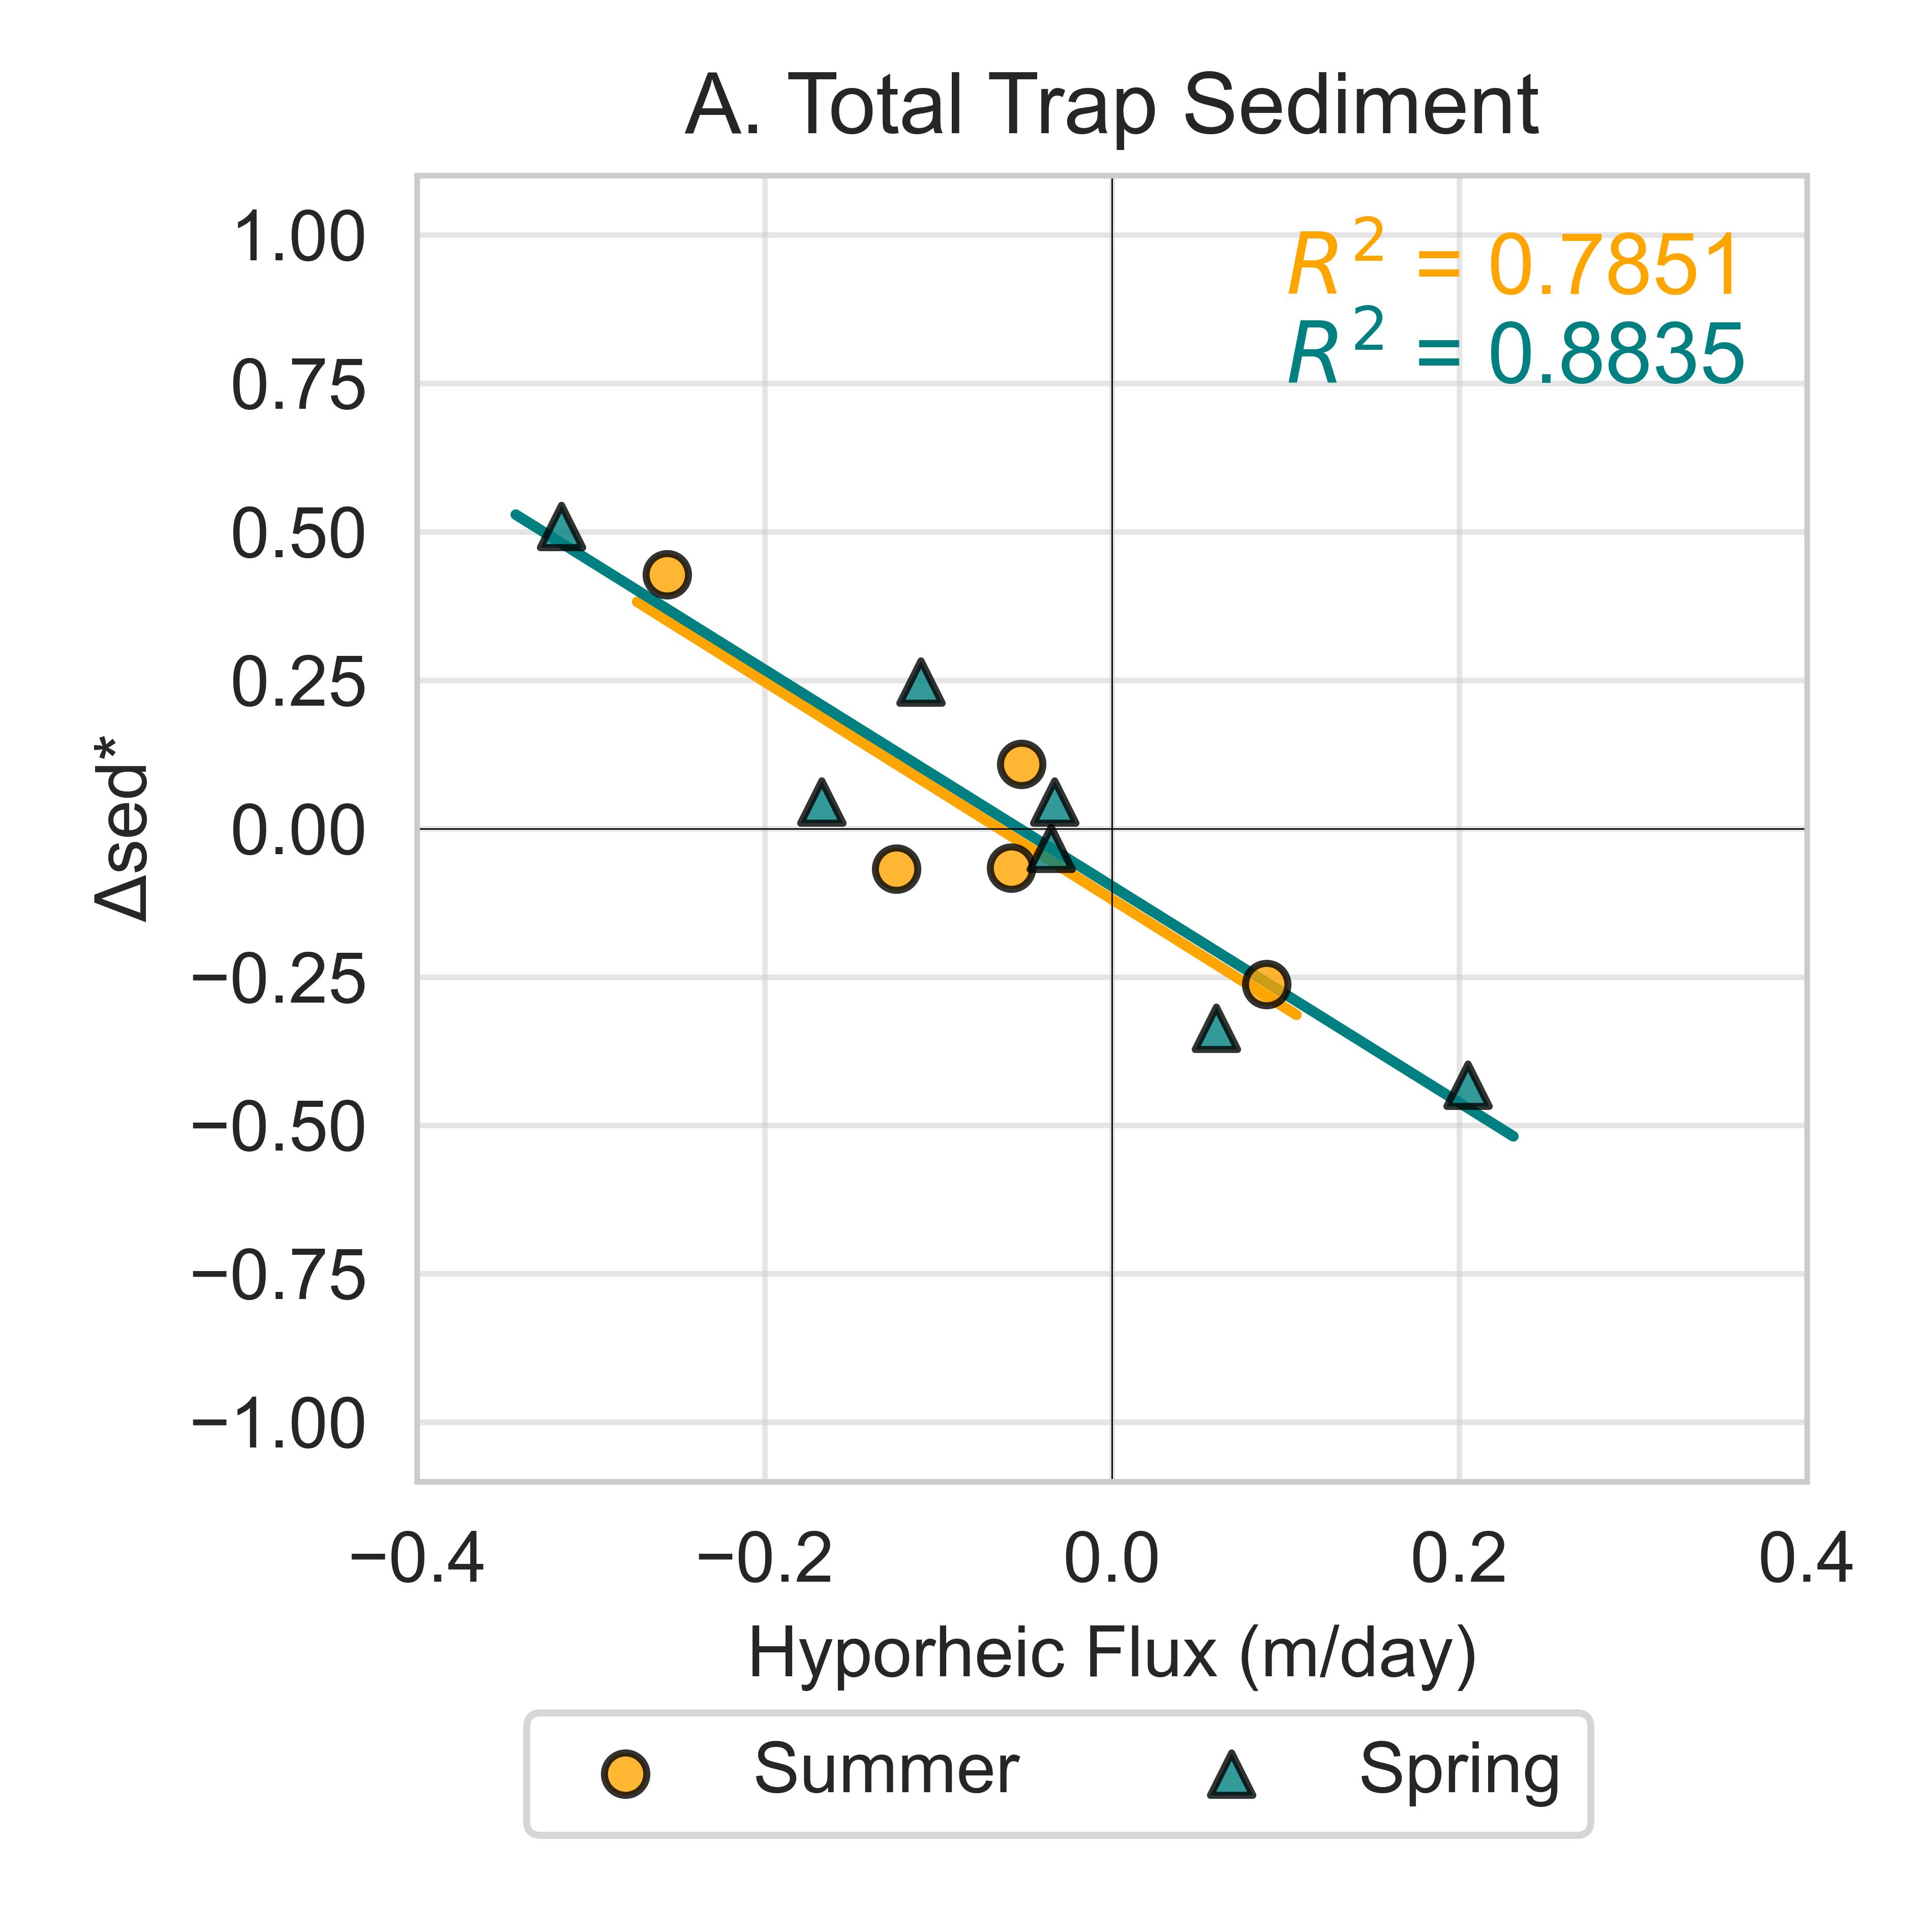 A. Total Trap Sediment
R² = 0.7851
R² = 0.8835
1.00
0.75
0.50
0.25
0.00
−0.25
−0.50
−0.75
−1.00
Δsed*
−0.4 −0.2 0.0 0.2 0.4
Hyporheic Flux (m/day)
Summer Spring